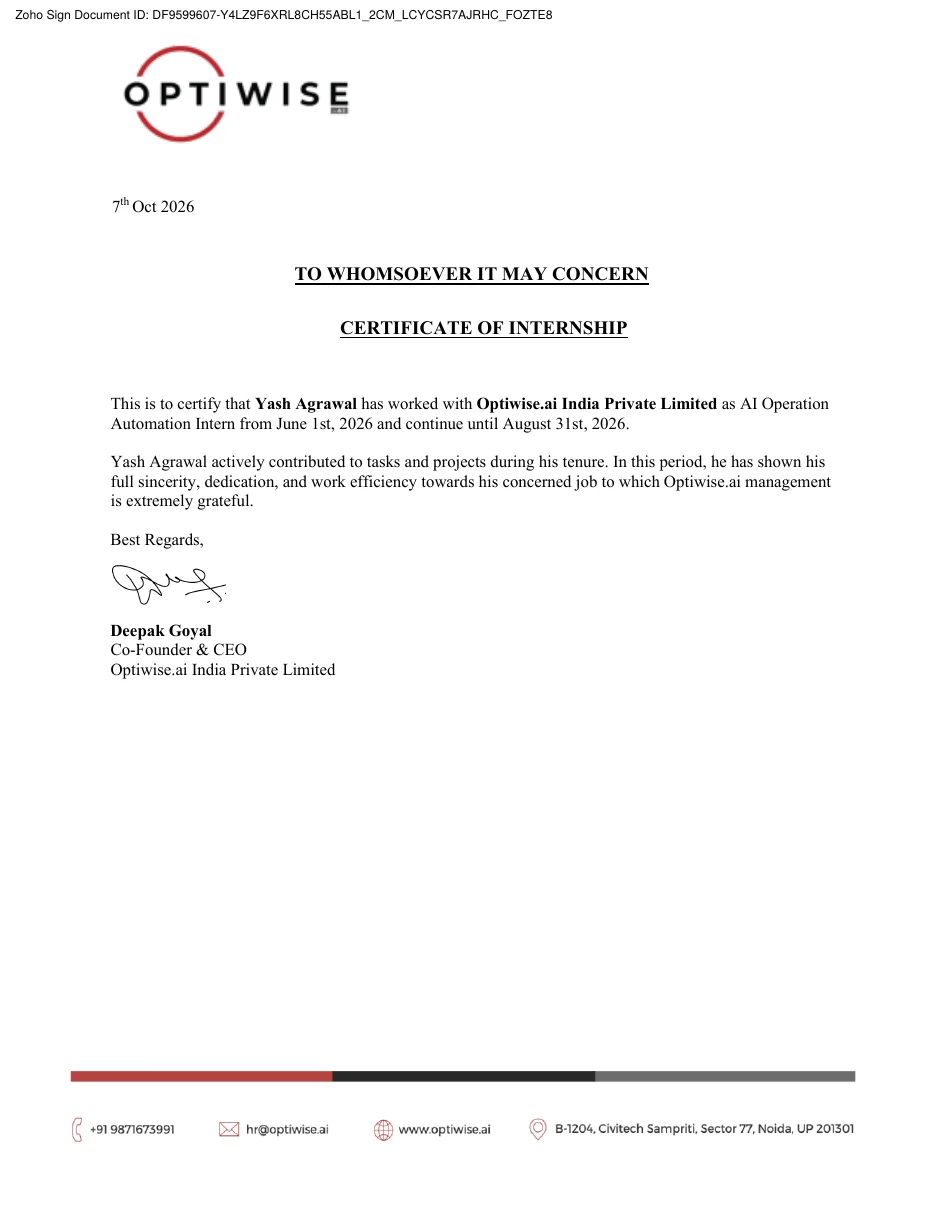 Zoho Sign Document ID: DF9599607-Y4LZ9F6XRL8CH55ABL1_2CM_LCYCSR7AJRHC_FOZTE8
OPTIWISE
7th Oct 2026
TO WHOMSOEVER IT MAY CONCERN
CERTIFICATE OF INTERNSHIP
This is to certify that Yash Agrawal has worked with Optiwise.ai India Private Limited as AI Operation
Automation Intern from June 1st, 2026 and continue until August 31st, 2026.
Yash Agrawal actively contributed to tasks and projects during his tenure. In this period, he has shown his
full sincerity, dedication, and work efficiency towards his concerned job to which Optiwise.ai management
is extremely grateful.
Best Regards,
Deepak Goyal
Co-Founder & CEO
Optiwise.ai India Private Limited
+91 9871673991 hr@optiwise.ai www.optiwise.ai B-1204, Civitech Sampriti, Sector 77, Noida, UP 201301